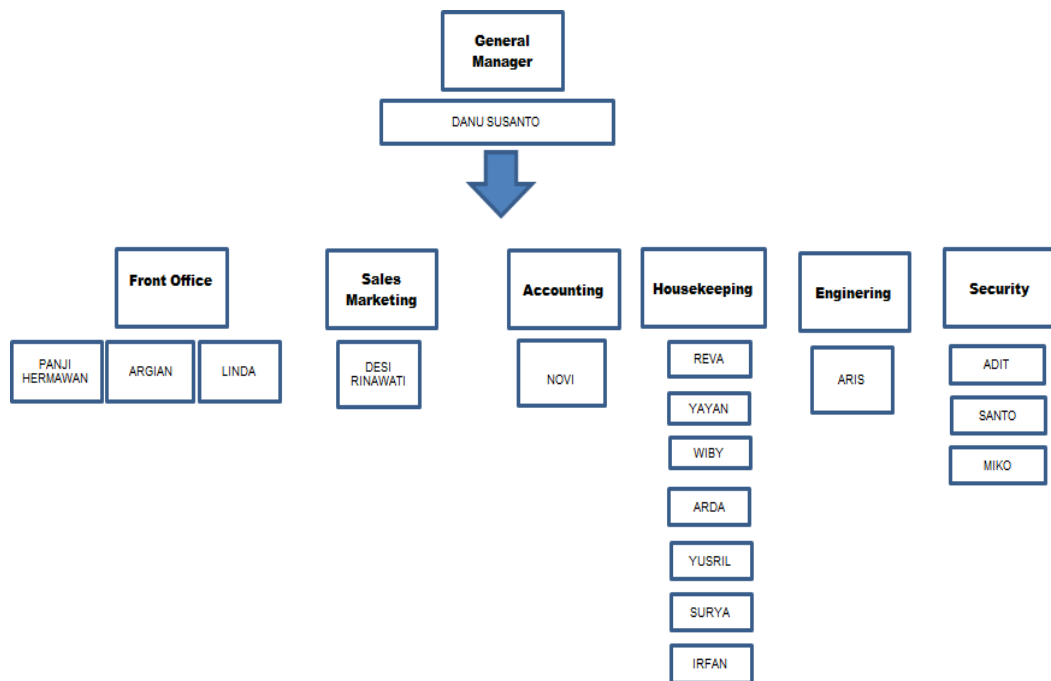 General
Manager
DANU SUSANTO
Front Office
Sales
Marketing
Accounting
Housekeeping
Enginering
Security
PANJI
HERMAWAN
ARGIAN
LINDA
DESI
RINAWATI
NOVI
REVA
YAYAN
WIBY
ARDA
YUSRIL
SURYA
IRFAN
ARIS
ADIT
SANTO
MIKO